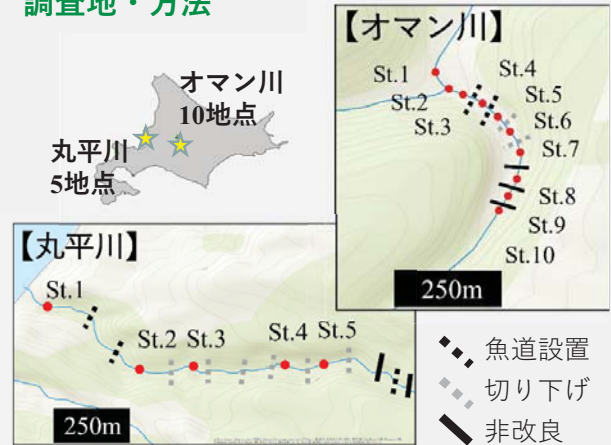 調査地・方法
オマン川
10地点
丸平川
5地点
【オマン川】
St.1
St.2
St.3
St.4
St.5
St.6
St.7
St.8
St.9
St.10
250m
【丸平川】
St.1
St.2
St.3
St.4
St.5
250m
魚道設置
切り下げ
非改良